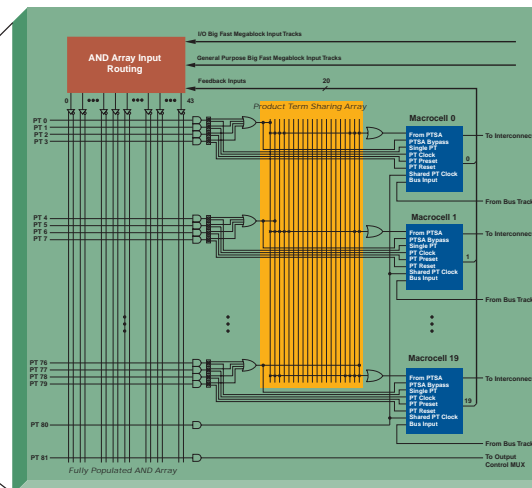 I/O Big Fast Megablock Input Tracks
AND Array Input
Routing
General Purpose Big Fast Megablock Input Tracks
Feedback Inputs
20
0
43
Product Term Sharing Array
Macrocell 0
PT 0
PT 1
PT 2
PT 3
From PTSA
PTSA Bypass
Single PT
PT Clock
PT Preset
PT Reset
Shared PT Clock
Bus Input
0
To Interconnect
From Bus Track
Macrocell 1
PT 4
PT 5
PT 6
PT 7
From PTSA
PTSA Bypass
Single PT
PT Clock
PT Preset
PT Reset
Shared PT Clock
Bus Input
1
To Interconnect
From Bus Track
Macrocell 19
PT 76
PT 77
PT 78
PT 79
From PTSA
PTSA Bypass
Single PT
PT Clock
PT Preset
PT Reset
Shared PT Clock
Bus Input
19
To Interconnect
PT 80
From Bus Track
PT 81
To Output
Control MUX
Fully Populated AND Array